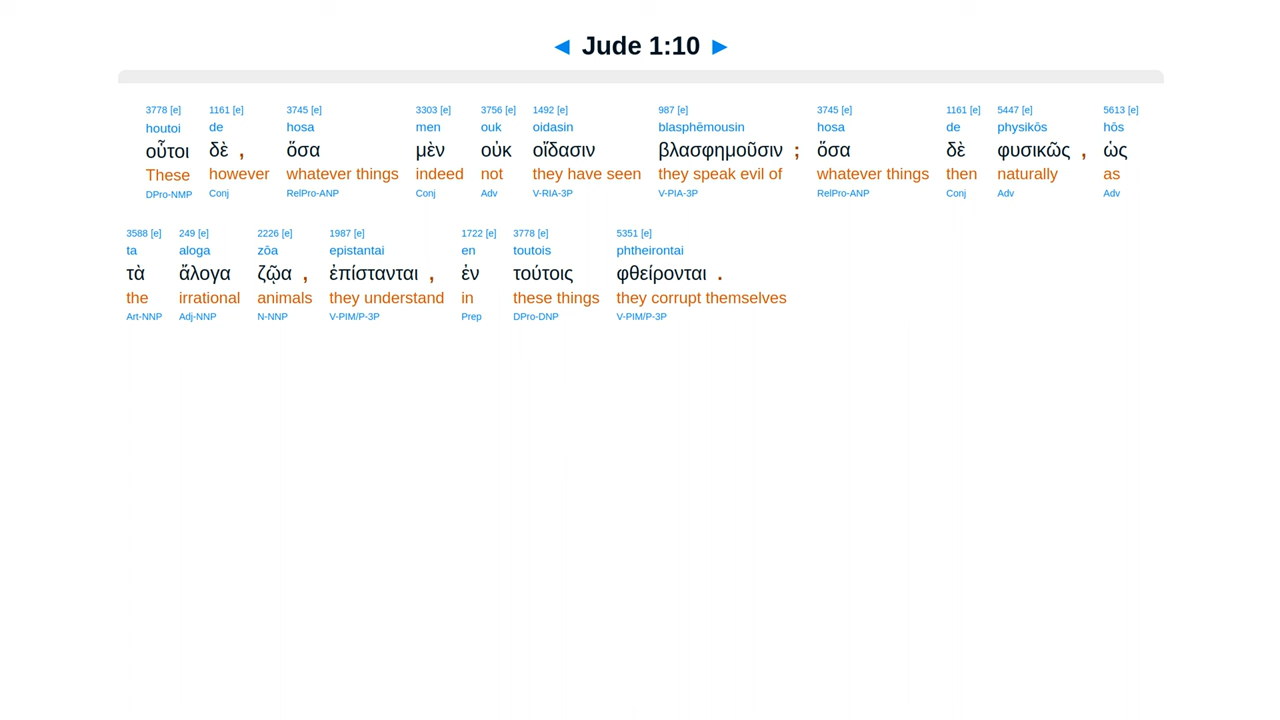 ◄ Jude 1:10 ►
3778 [e] 1161 [e] 3745 [e] 3303 [e] 3756 [e] 1492 [e] 987 [e] 3745 [e] 1161 [e] 5447 [e] 5613 [e]
houtoi de hosa men ouk oidasin blasphēmousin hosa de physikōs hōs
οὗτοι δὲ , ὅσα μὲν οὐκ οἴδασιν βλασφημοῦσιν ; ὅσα δὲ φυσικῶς , ὡς
These however whatever things indeed not they have seen they speak evil of whatever things then naturally as
DPro-NMP Conj RelPro-ANP Conj Adv V-RIA-3P V-PIA-3P RelPro-ANP Conj Adv Adv
3588 [e] 249 [e] 2226 [e] 1987 [e] 1722 [e] 3778 [e] 5351 [e]
ta aloga zōa epistantai en toutois phtheirontai
τὰ ἄλογα ζῷα , ἐπίστανται , ἐν τούτοις φθείρονται .
the irrational animals they understand in these things they corrupt themselves
Art-NNP Adj-NNP N-NNP V-PIM/P-3P Prep DPro-DNP V-PIM/P-3P